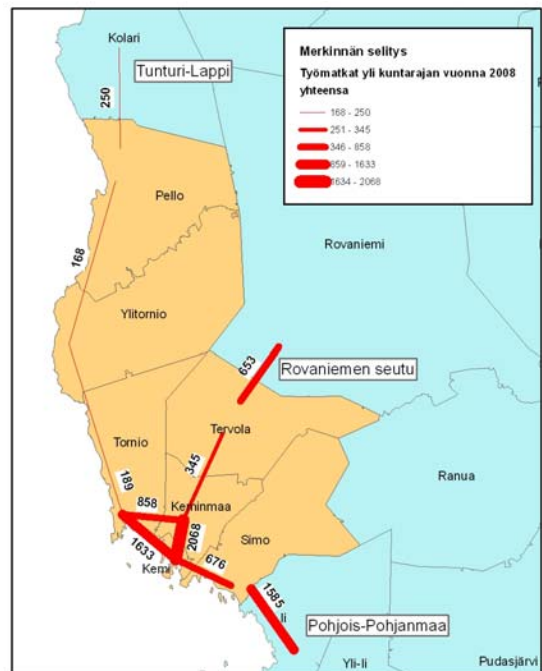 Kolari
Tunturi-Lappi
250
Merkinnän selitys
Työmatkat yli kuntarajan vuonna 2008
yhteensa
168 - 250
251 - 345
346 - 858
859 - 1633
1634 - 2068
Pello
Rovaniemi
168
Ylitornio
653
Rovaniemen seutu
Tornio
Tervola
345
Ranua
189
858
Keminmaa
2068
Simo
1633
Kemi
676
1585
Ii
Pohjois-Pohjanmaa
Yli-Ii
Pudasjärvi